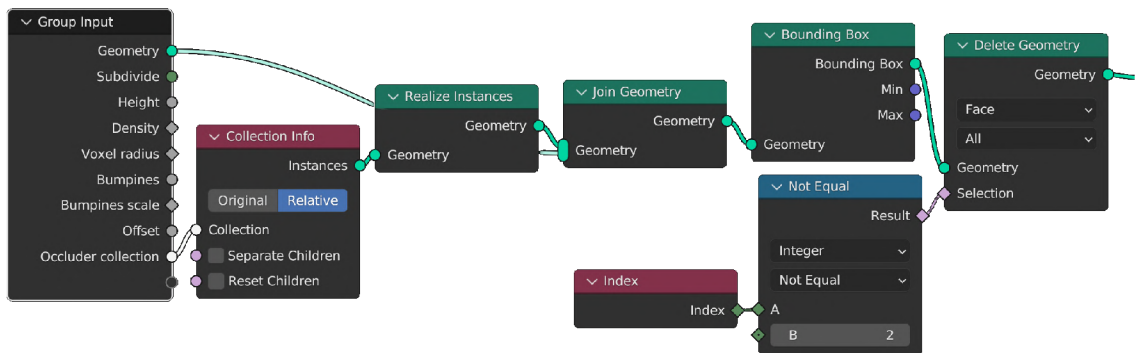 Group Input
Geometry
Subdivide
Height
Density
Voxel radius
Bumpines
Bumpines scale
Offset
Occluder collection
Collection Info
Instances
Original Relative
Collection
Separate Children
Reset Children
Realize Instances
Geometry
Geometry
Join Geometry
Geometry
Geometry
Bounding Box
Bounding Box
Min
Max
Geometry
Index
Index
Not Equal
Result
Integer
Not Equal
A
B 2
Delete Geometry
Geometry
Face
All
Geometry
Selection